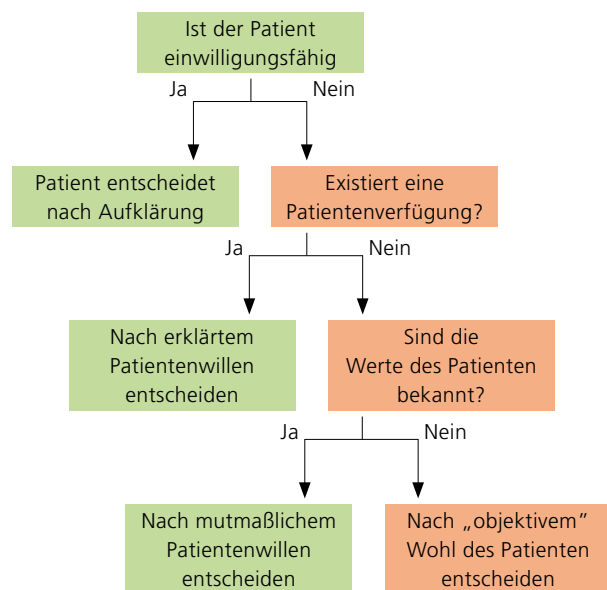 Ist der Patient
einwilligungsfähig
Ja
Nein
Patient entscheidet
nach Aufklärung
Existiert eine
Patientenverfügung?
Ja
Nein
Nach erklärtem
Patientenwillen
entscheiden
Sind die
Werte des Patienten
bekannt?
Ja
Nein
Nach mutmaßlichem
Patientenwillen
entscheiden
Nach „objektivem”
Wohl des Patienten
entscheiden